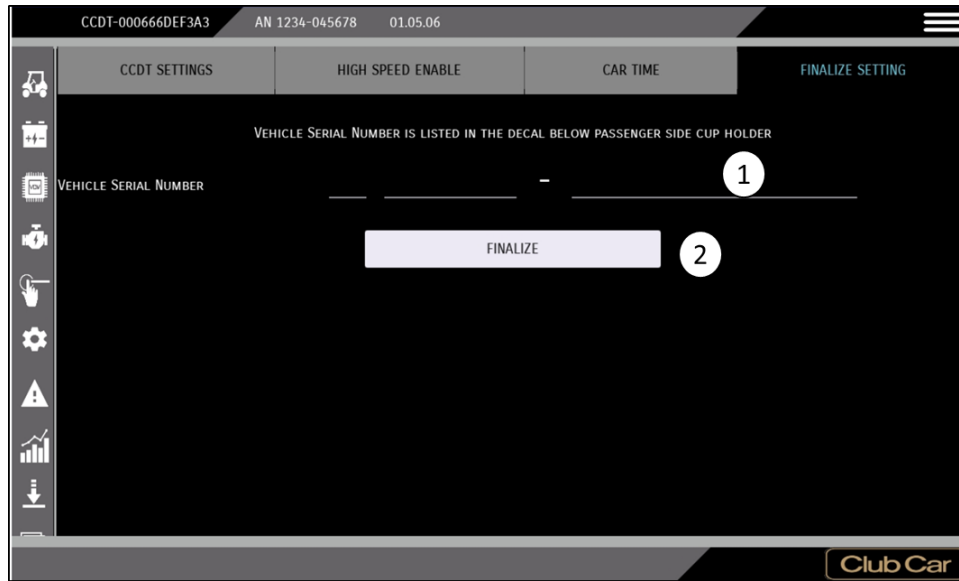 CCDT-000666DEF3A3 AN 1234-045678 01.05.06
CCDT SETTINGS HIGH SPEED ENABLE CAR TIME FINALIZE SETTING
VEHICLE SERIAL NUMBER IS LISTED IN THE DECAL BELOW PASSENGER SIDE CUP HOLDER
VEHICLE SERIAL NUMBER – 1
FINALIZE 2
VCM
Club Car